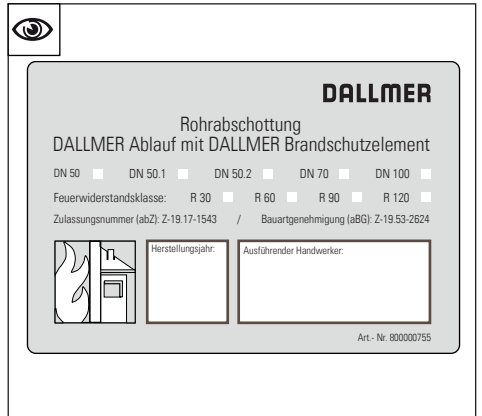 DALLMER
Rohrabschottung
DALLMER Ablauf mit DALLMER Brandschutzelement
DN 50 DN 50.1 DN 50.2 DN 70 DN 100
Feuerwiderstandsklasse: R 30 R 60 R 90 R 120
Zulassungsnummer (abZ): Z-19.17-1543 / Bauartgenehmigung (aBG): Z-19.53-2624
Herstellungsjahr: Ausführender Handwerker:
Art.- Nr. 800000755